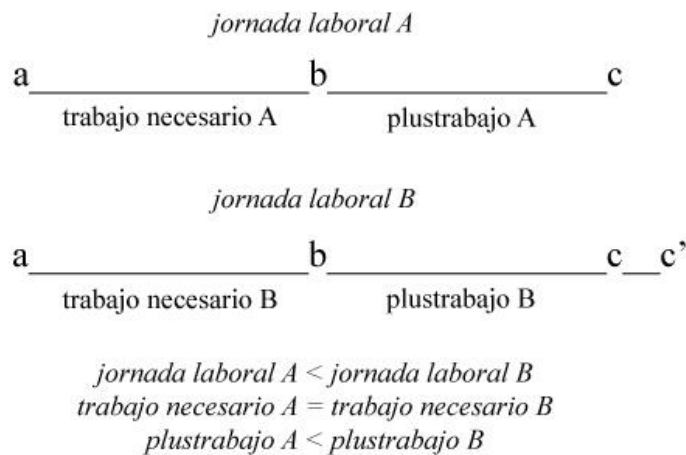 jornada laboral A
a b c
trabajo necesario A plustrabajo A
jornada laboral B
a b c c’
trabajo necesario B plustrabajo B
jornada laboral A < jornada laboral B
trabajo necesario A = trabajo necesario B
plustrabajo A < plustrabajo B